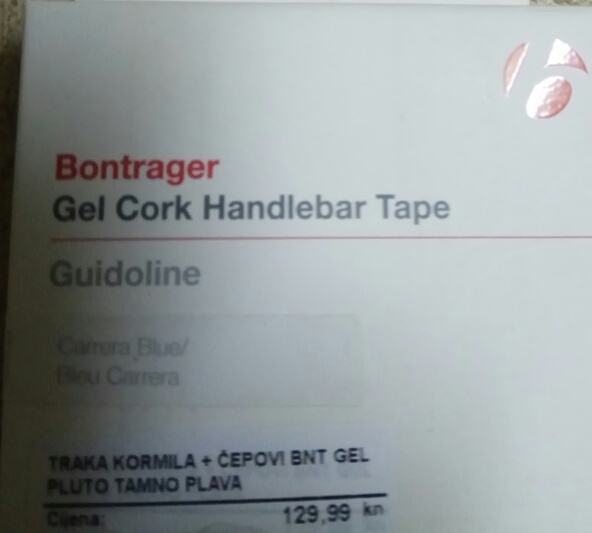 Bontrager
Gel Cork Handlebar Tape
Guidoline
Carrera Blue/
Bleu Carrera
TRAKA KORMILA + ČEPOVI BNT GEL
PLUTO TAMNO PLAVA
Cijena: 129,99 kn